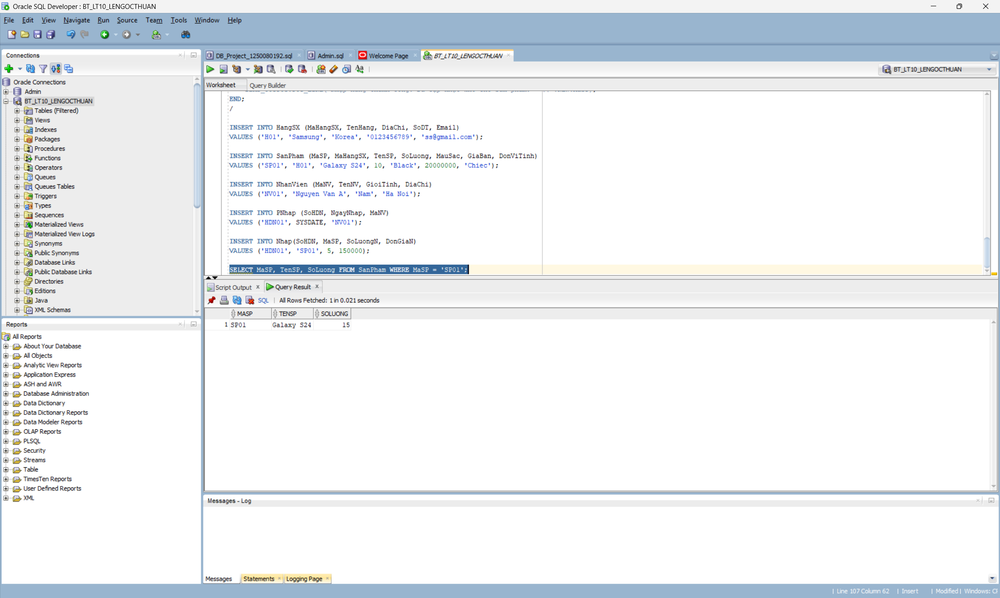 Oracle SQL Developer : BT_LT10_LENGOCTHUAN
File Edit View Navigate Run Source Team Tools Window Help
Connections
Oracle Connections
Admin
BT_LT10_LENGOCTHUAN
Tables (Filtered)
Views
Indexes
Packages
Procedures
Functions
Operators
Queues
Queues Tables
Triggers
Types
Sequences
Materialized Views
Materialized View Logs
Synonyms
Public Synonyms
Database Links
Public Database Links
Directories
Editions
Java
XML Schemas
Reports
All Reports
About Your Database
All Objects
Analytic View Reports
Application Express
ASH and AWR
Database Administration
Data Dictionary
Data Dictionary Reports
Data Modeler Reports
OLAP Reports
PLSQL
Security
Streams
Table
TimesTen Reports
User Defined Reports
XML
DB_Project_1250080192.sql Admin.sql Welcome Page BT_LT10_LENGOCTHUAN
BT_LT10_LENGOCTHUAN
Worksheet Query Builder
END;
/
INSERT INTO HangSX (MaHangSX, TenHang, DiaChi, SoDT, Email)
VALUES ('H01', 'Samsung', 'Korea', '0123456789', 'ss@gmail.com');
INSERT INTO SanPham (MaSP, MaHangSX, TenSP, SoLuong, MauSac, GiaBan, DonViTinh)
VALUES ('SP01', 'H01', 'Galaxy S24', 10, 'Black', 20000000, 'Chiec');
INSERT INTO NhanVien (MaNV, TenNV, GioiTinh, DiaChi)
VALUES ('NV01', 'Nguyen Van A', 'Nam', 'Ha Noi');
INSERT INTO PNhap (SoHDN, NgayNhap, MaNV)
VALUES ('HDN01', SYSDATE, 'NV01');
INSERT INTO Nhap(SoHDN, MaSP, SoLuongN, DonGiaN)
VALUES ('HDN01', 'SP01', 5, 150000);
SELECT MaSP, TenSP, SoLuong FROM SanPham WHERE MaSP = 'SP01';
Script Output Query Result
SQL All Rows Fetched: 1 in 0.021 seconds
MASP TENSP SOLUONG
1 SP01 Galaxy S24 15
Messages - Log
Messages Statements Logging Page
Line 107 Column 62 Insert Modified Windows: